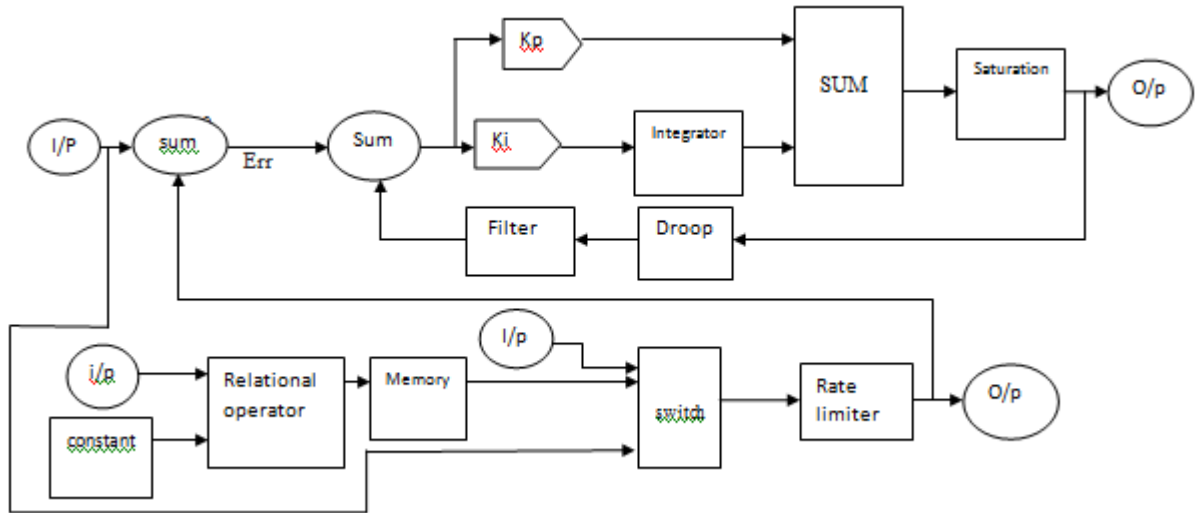 Kp
SUM
Saturation
O/p
I/P
sum
Err
Sum
Ki
Integrator
Filter
Droop
I/p
i/p
Relational
operator
Memory
switch
Rate
limiter
O/p
constant